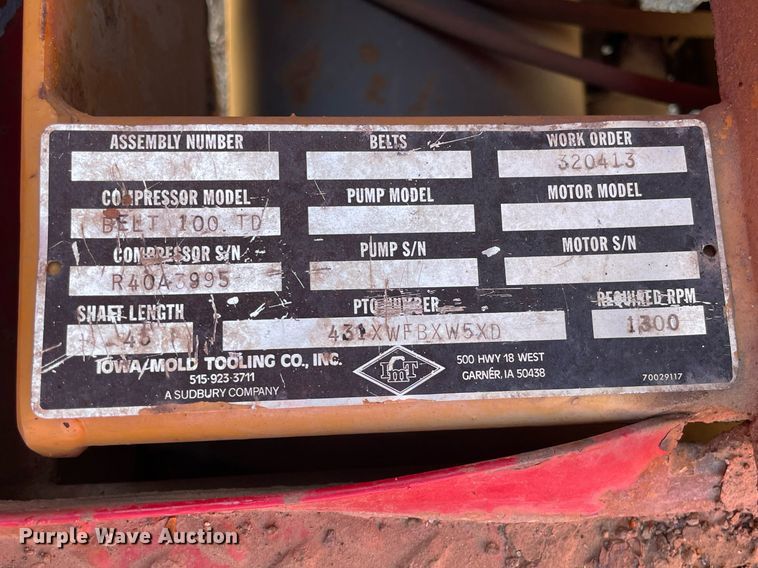 ASSEMBLY NUMBER BELTS WORK ORDER
320413
COMPRESSOR MODEL PUMP MODEL MOTOR MODEL
BELT 100 TD
COMPRESSOR S/N PUMP S/N MOTOR S/N
R40A3995
SHAFT LENGTH PTO NUMBER REQUIRED RPM
431XWFBXW5XD 1300
IOWA/MOLD TOOLING CO., INC. IMT 500 HWY 18 WEST
515-923-3711 GARNER, IA 50438
A SUDBURY COMPANY 70029117
Purple Wave Auction